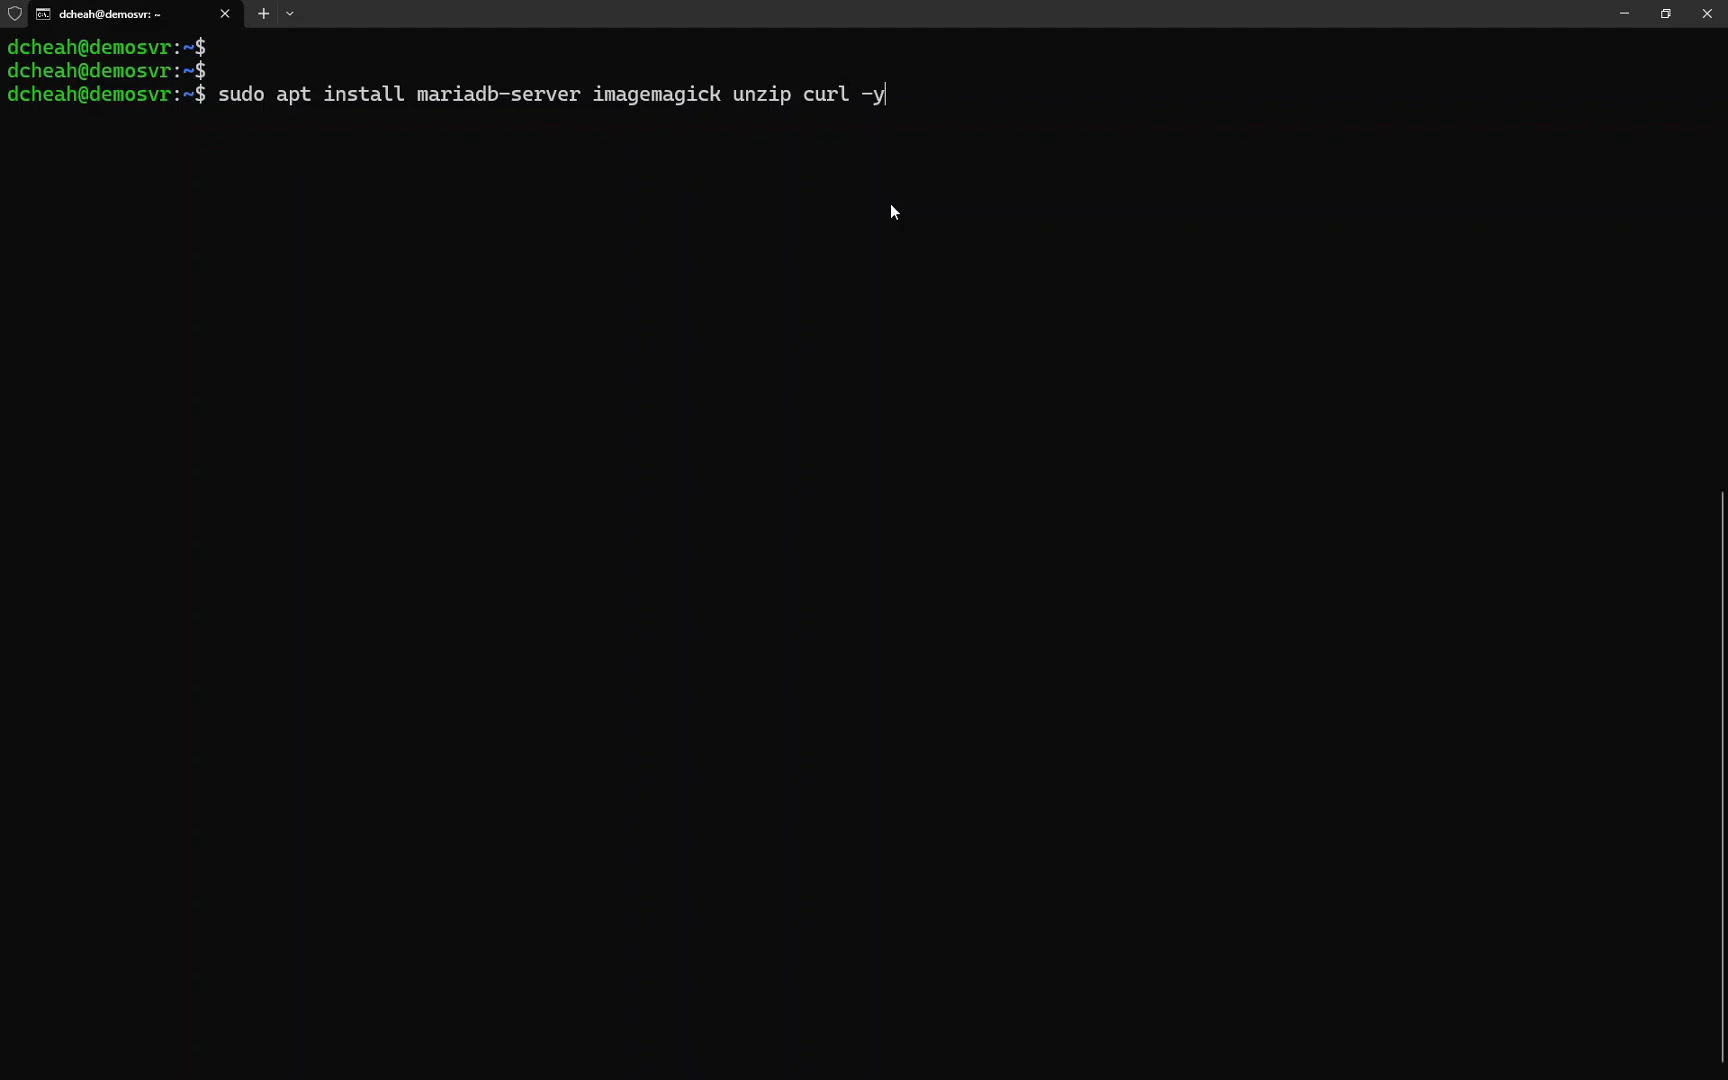 dcheah@demosvr: ~
dcheah@demosvr:~$
dcheah@demosvr:~$
dcheah@demosvr:~$ sudo apt install mariadb-server imagemagick unzip curl -y